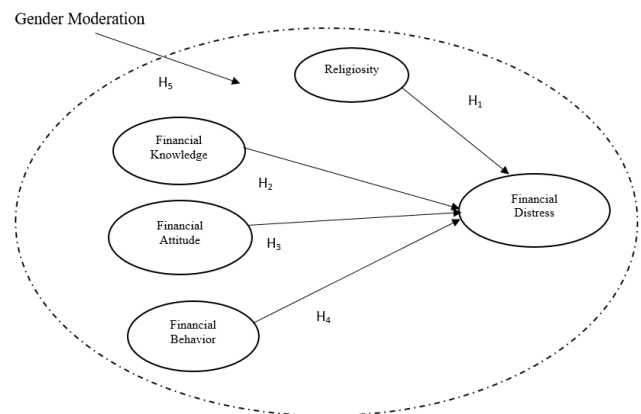 Gender Moderation
Religiosity
H₅
H₁
Financial
Knowledge
H₂
Financial
Distress
Financial
Attitude
H₃
Financial
Behavior
H₄